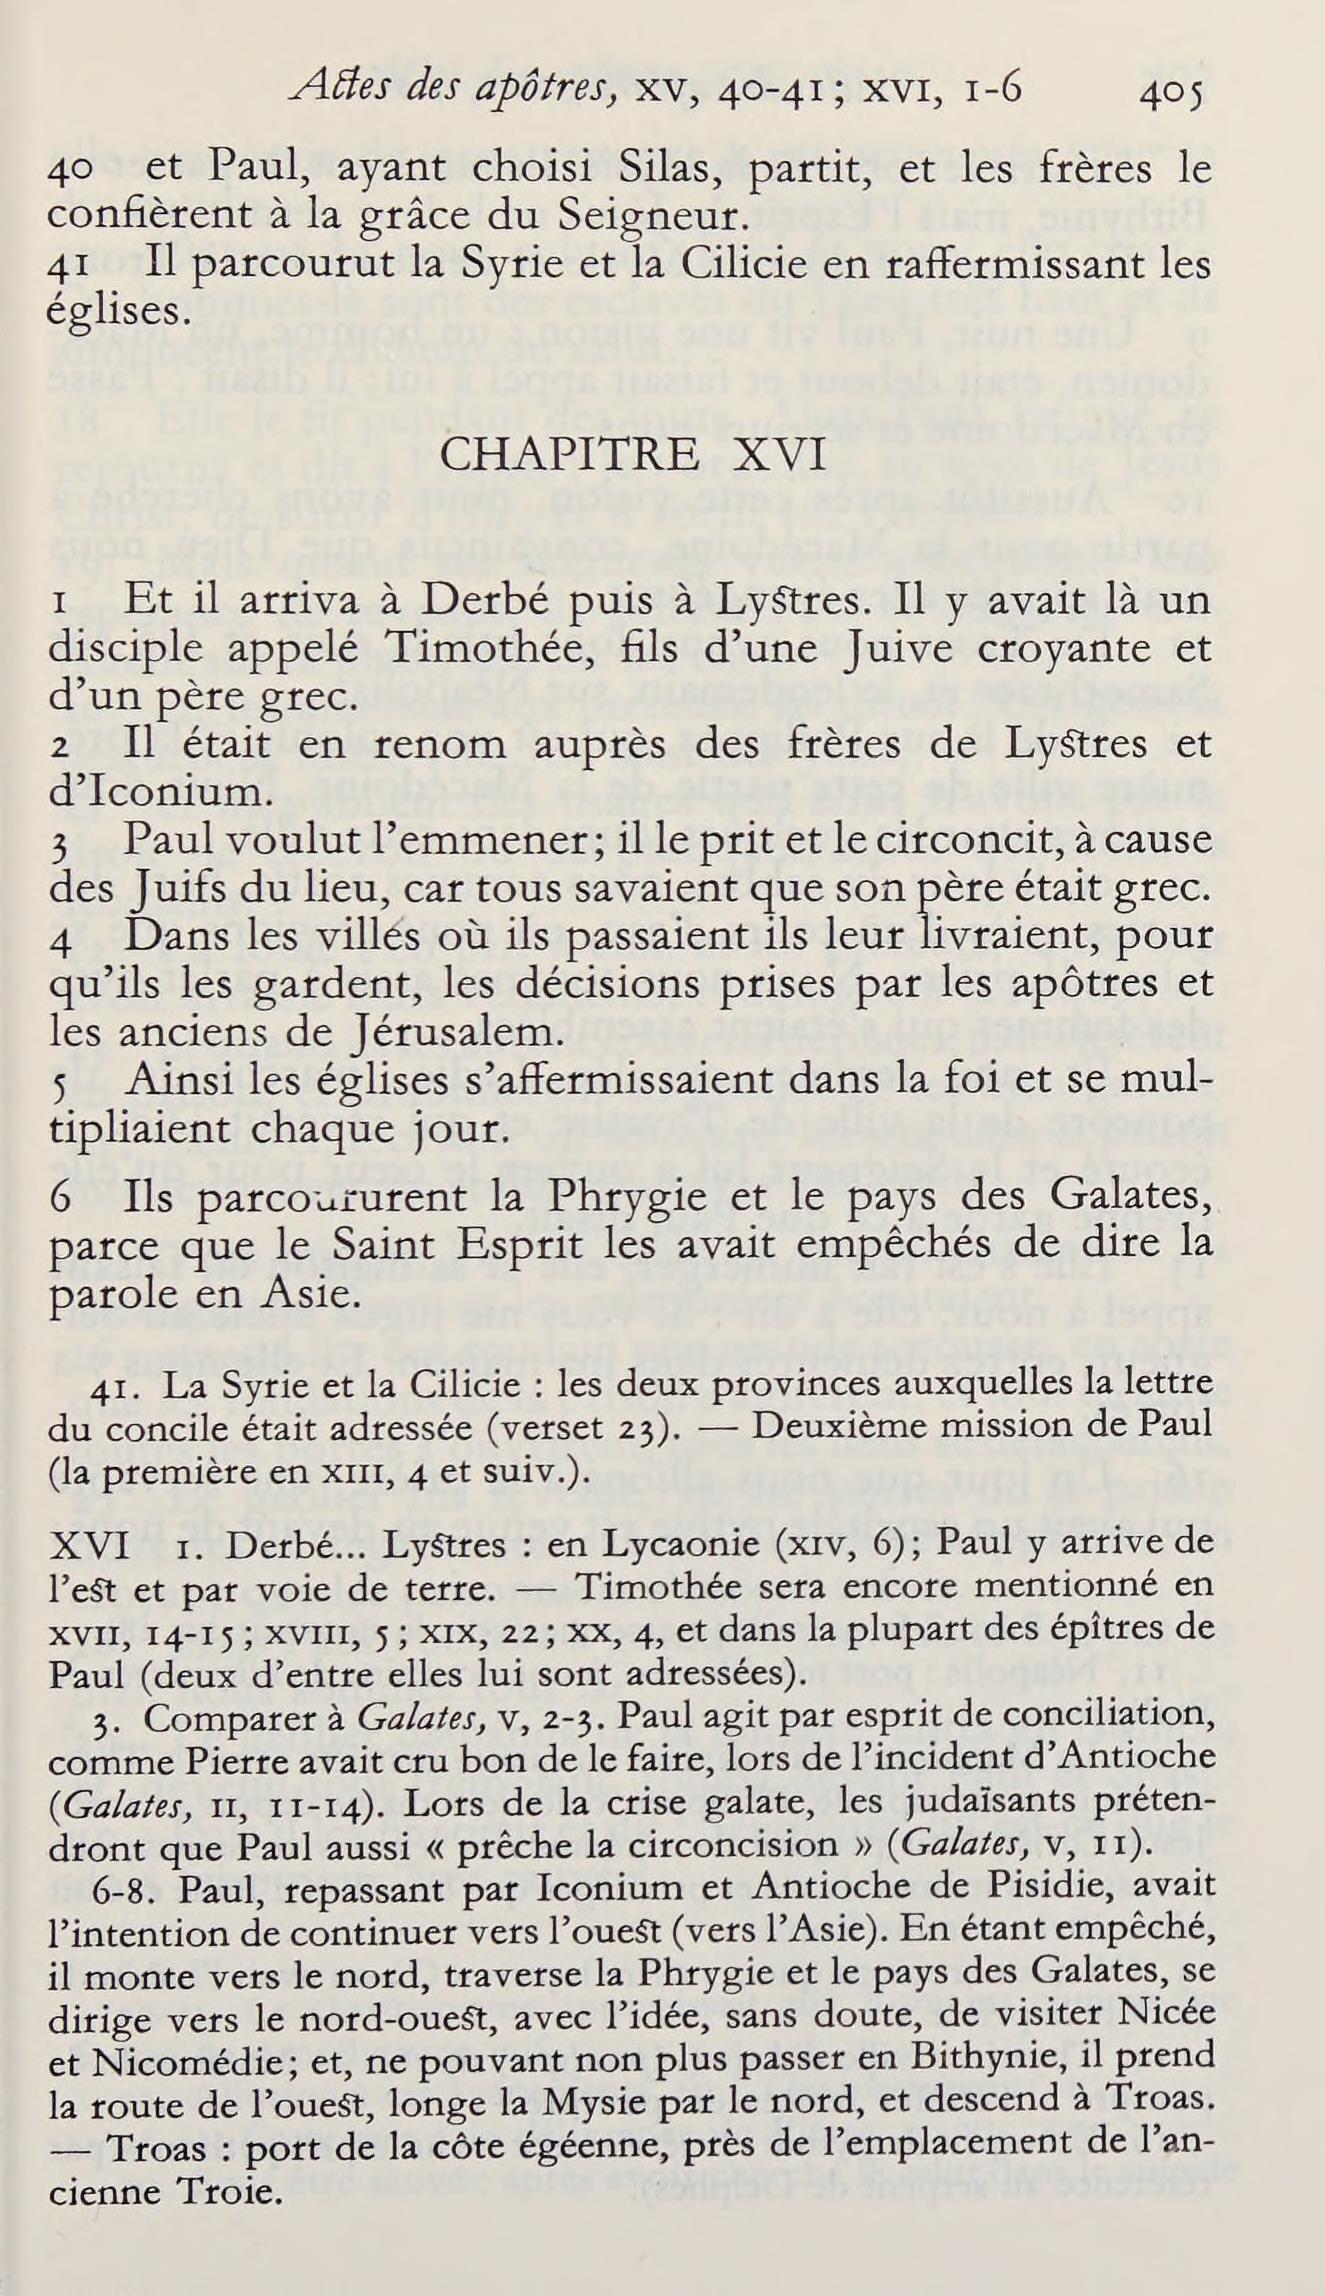 Actes des apôtres, XV, 40-41 ; XVI, 1-6 405
40 et Paul, ayant choisi Silas, partit, et les frères le
confièrent à la grâce du Seigneur.
41 Il parcourut la Syrie et la Cilicie en raffermissant les
églises.
CHAPITRE XVI
1 Et il arriva à Derbé puis à Lystres. Il y avait là un
disciple appelé Timothée, fils d'une Juive croyante et
d'un père grec.
2 Il était en renom auprès des frères de Lystres et
d'Iconium.
3 Paul voulut l'emmener ; il le prit et le circoncit, à cause
des Juifs du lieu, car tous savaient que son père était grec.
4 Dans les villes où ils passaient ils leur livraient, pour
qu'ils les gardent, les décisions prises par les apôtres et
les anciens de Jérusalem.
5 Ainsi les églises s'affermissaient dans la foi et se mul-
tipliaient chaque jour.
6 Ils parcoururent la Phrygie et le pays des Galates,
parce que le Saint Esprit les avait empêchés de dire la
parole en Asie.
41. La Syrie et la Cilicie : les deux provinces auxquelles la lettre
du concile était adressée (verset 23). — Deuxième mission de Paul
(la première en XIII, 4 et suiv.).
XVI 1. Derbé... Lystres : en Lycaonie (XIV, 6) ; Paul y arrive de
l'est et par voie de terre. — Timothée sera encore mentionné en
XVII, 14-15 ; XVIII, 5 ; XIX, 22 ; XX, 4, et dans la plupart des épîtres de
Paul (deux d'entre elles lui sont adressées).
3. Comparer à Galates, V, 2-3. Paul agit par esprit de conciliation,
comme Pierre avait cru bon de le faire, lors de l'incident d'Antioche
(Galates, II, 11-14). Lors de la crise galate, les judaïsants préten-
dront que Paul aussi « prêche la circoncision » (Galates, V, 11).
6-8. Paul, repassant par Iconium et Antioche de Pisidie, avait
l'intention de continuer vers l'ouest (vers l'Asie). En étant empêché,
il monte vers le nord, traverse la Phrygie et le pays des Galates, se
dirige vers le nord-ouest, avec l'idée, sans doute, de visiter Nicée
et Nicomédie ; et, ne pouvant non plus passer en Bithynie, il prend
la route de l'ouest, longe la Mysie par le nord, et descend à Troas.
— Troas : port de la côte égéenne, près de l'emplacement de l'an-
cienne Troie.